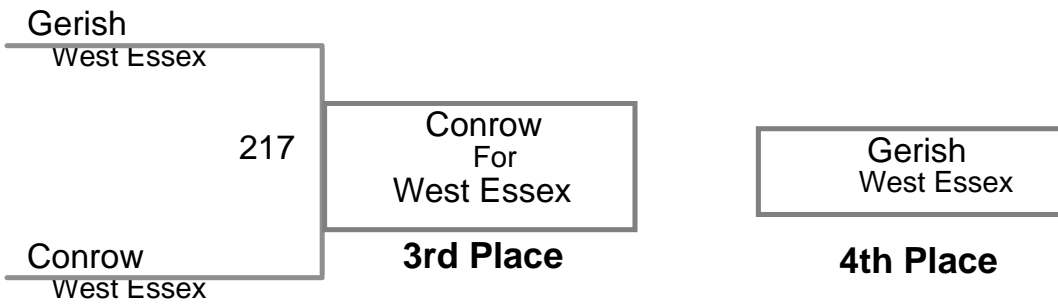 Gerish
West Essex
217
Conrow
West Essex
Conrow
For
West Essex
3rd Place
Gerish
West Essex
4th Place